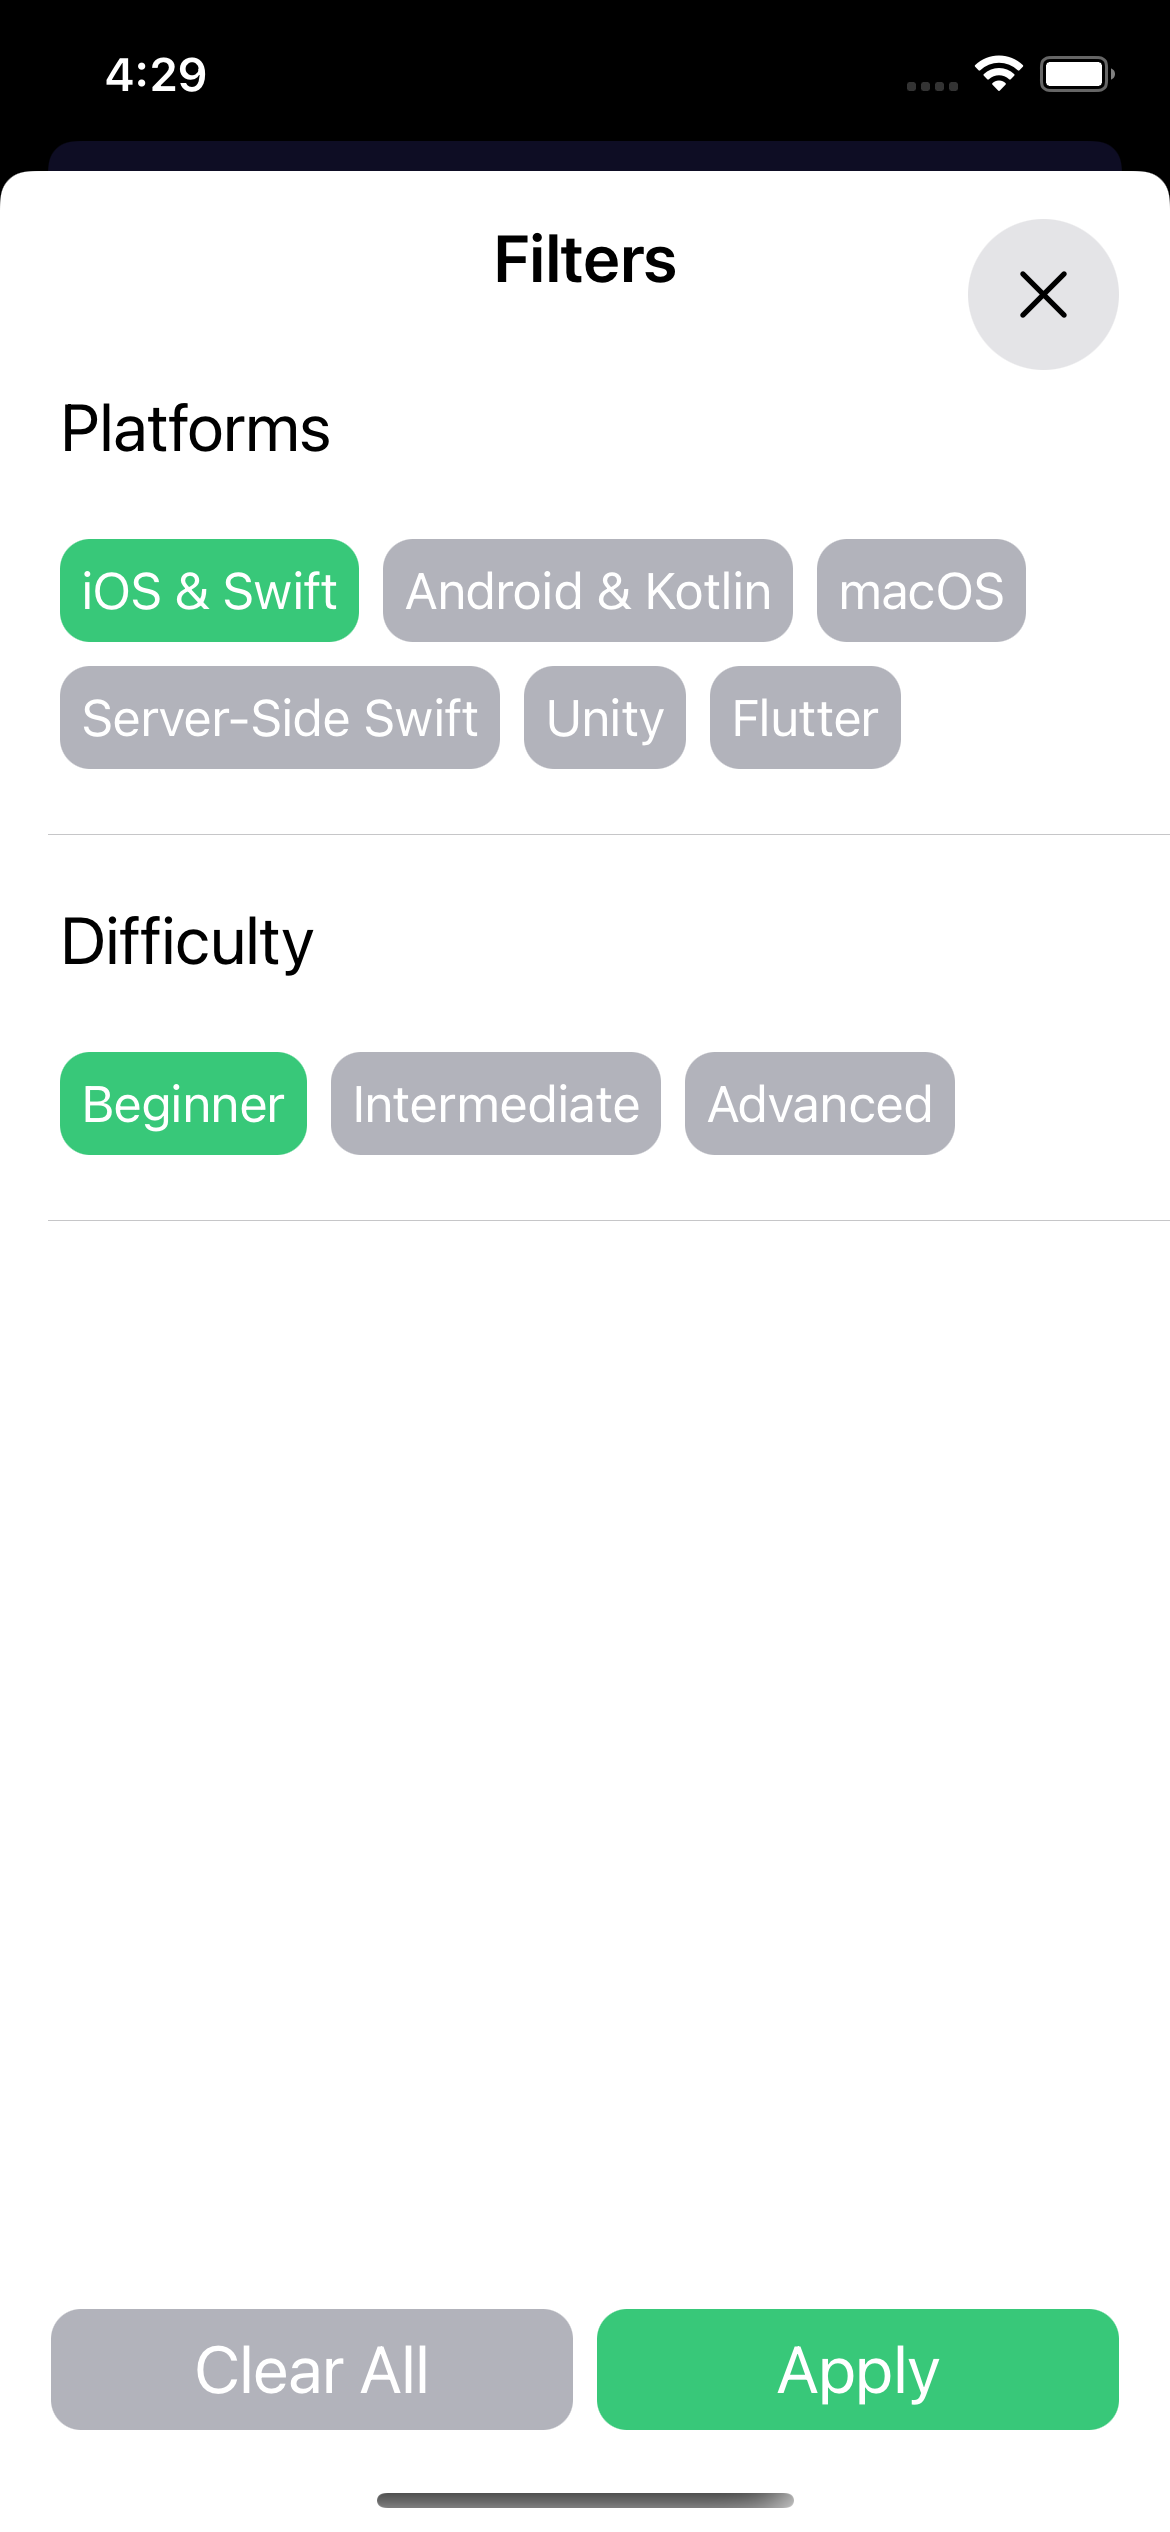 4:29
Filters
Platforms
iOS & Swift Android & Kotlin macOS
Server-Side Swift Unity Flutter
Difficulty
Beginner Intermediate Advanced
Clear All Apply